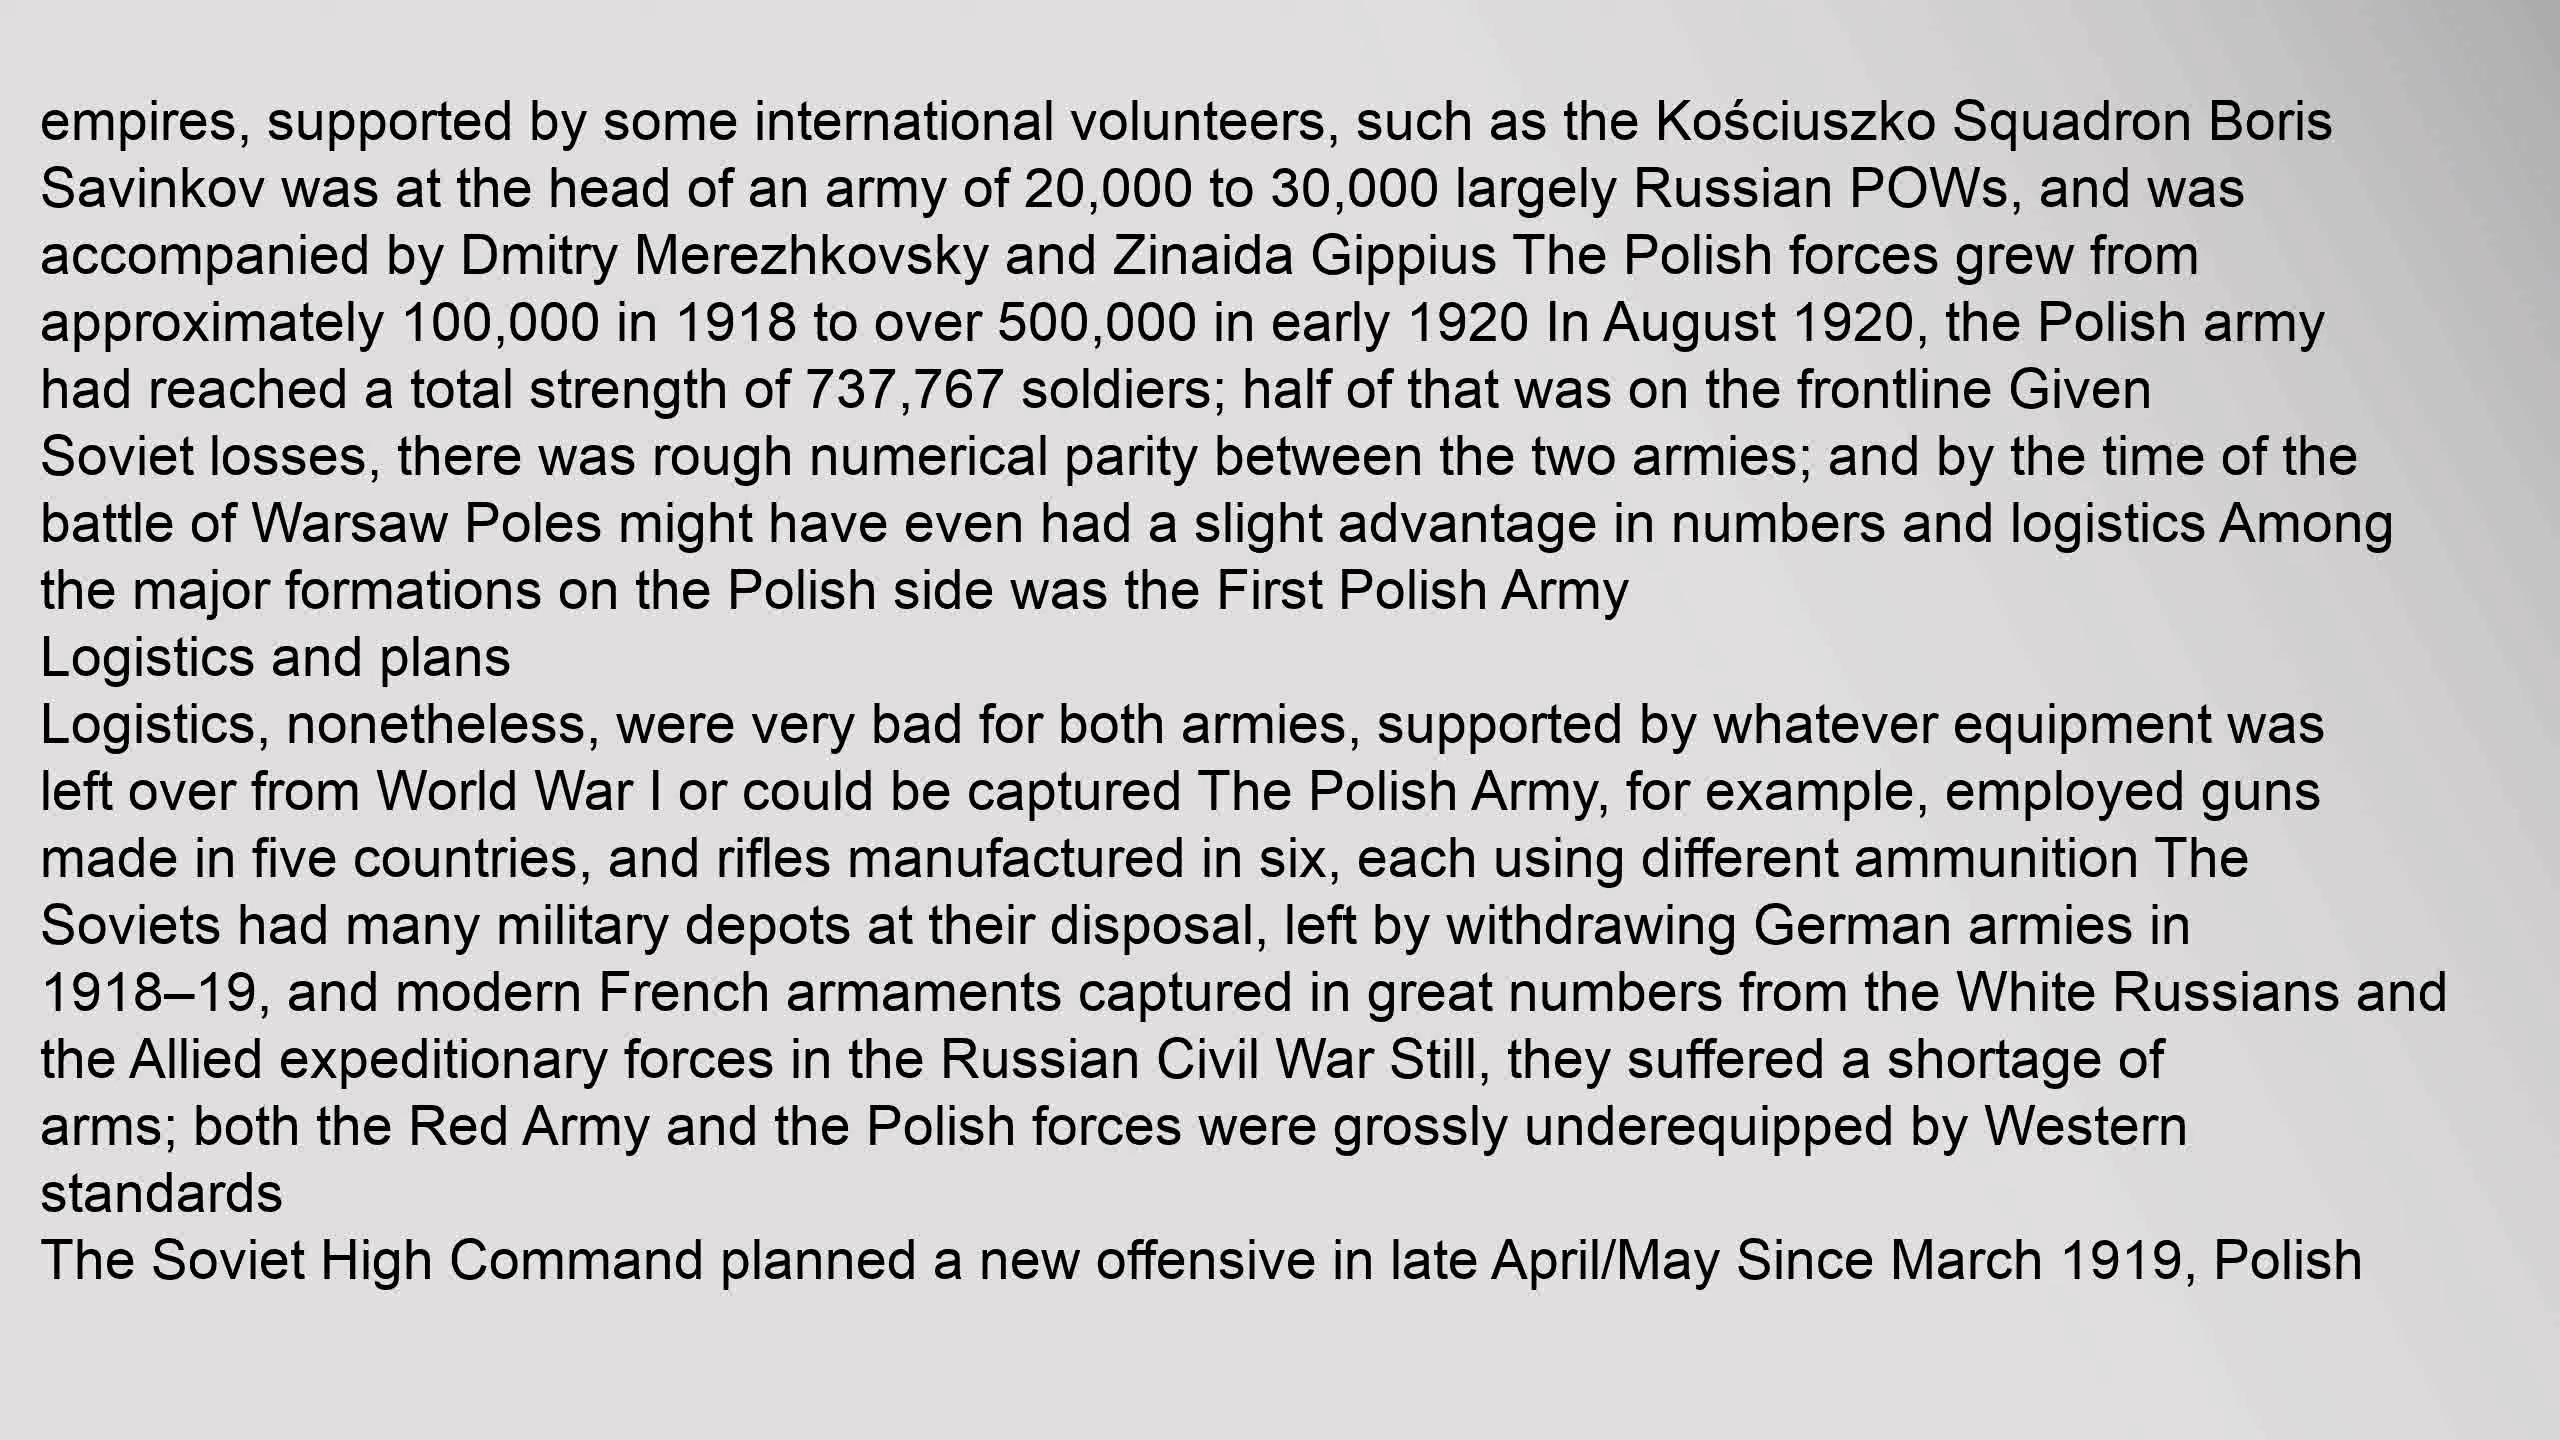 empires, supported by some international volunteers, such as the Kościuszko Squadron Boris
Savinkov was at the head of an army of 20,000 to 30,000 largely Russian POWs, and was
accompanied by Dmitry Merezhkovsky and Zinaida Gippius The Polish forces grew from
approximately 100,000 in 1918 to over 500,000 in early 1920 In August 1920, the Polish army
had reached a total strength of 737,767 soldiers; half of that was on the frontline Given
Soviet losses, there was rough numerical parity between the two armies; and by the time of the
battle of Warsaw Poles might have even had a slight advantage in numbers and logistics Among
the major formations on the Polish side was the First Polish Army
Logistics and plans
Logistics, nonetheless, were very bad for both armies, supported by whatever equipment was
left over from World War I or could be captured The Polish Army, for example, employed guns
made in five countries, and rifles manufactured in six, each using different ammunition The
Soviets had many military depots at their disposal, left by withdrawing German armies in
1918–19, and modern French armaments captured in great numbers from the White Russians and
the Allied expeditionary forces in the Russian Civil War Still, they suffered a shortage of
arms; both the Red Army and the Polish forces were grossly underequipped by Western
standards
The Soviet High Command planned a new offensive in late April/May Since March 1919, Polish